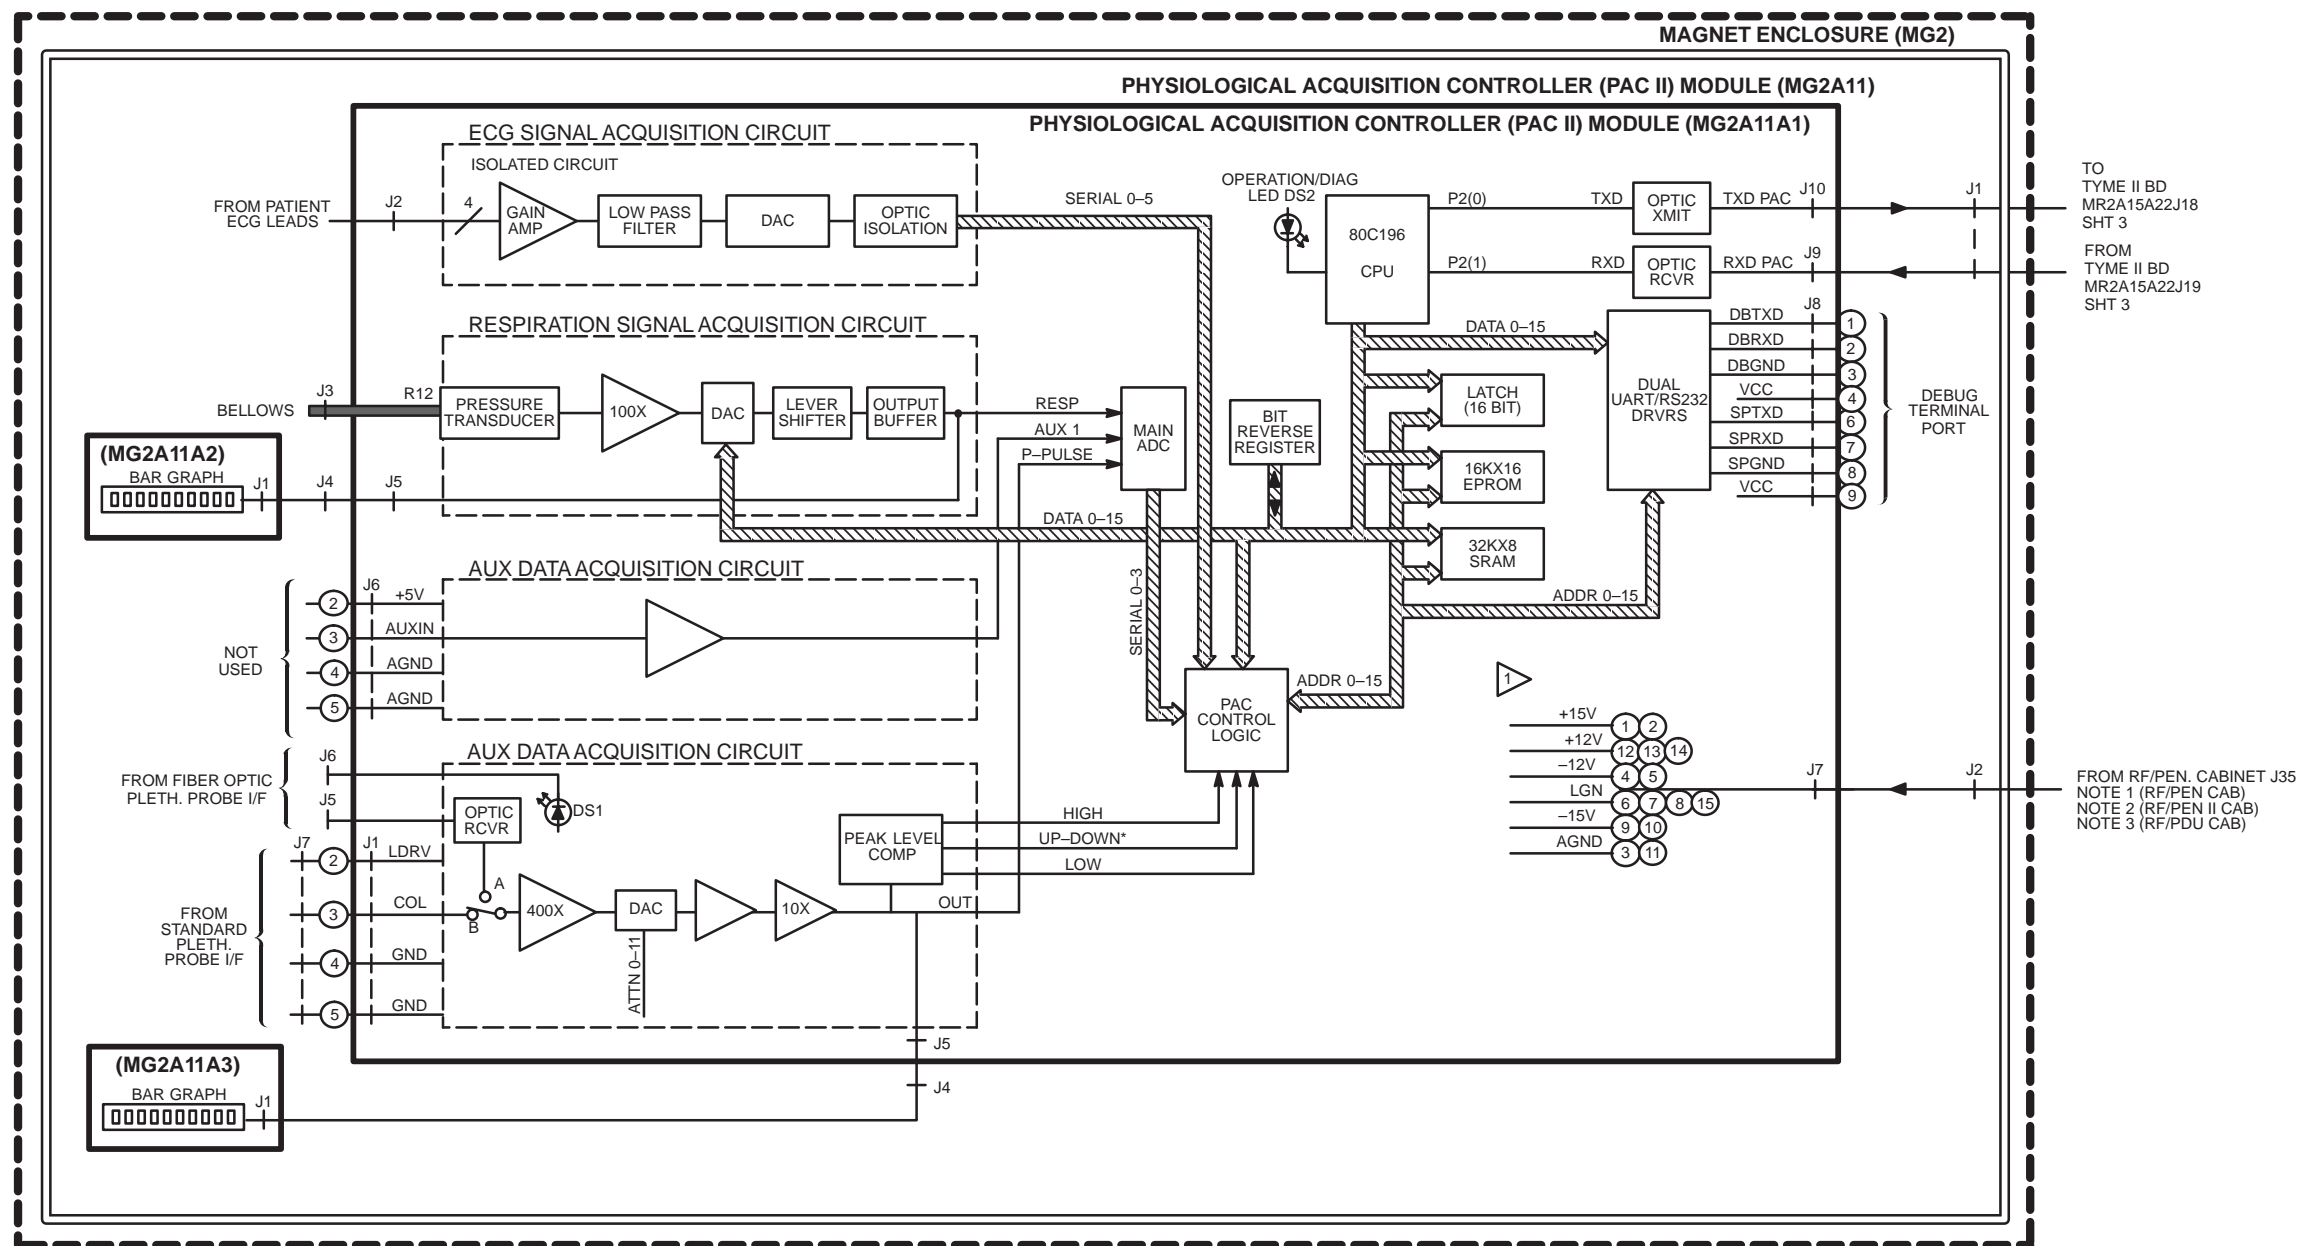 MAGNET ENCLOSURE (MG2)
PHYSIOLOGICAL ACQUISITION CONTROLLER (PAC II) MODULE (MG2A11)
PHYSIOLOGICAL ACQUISITION CONTROLLER (PAC II) MODULE (MG2A11A1)
ECG SIGNAL ACQUISITION CIRCUIT
ISOLATED CIRCUIT
FROM PATIENT
ECG LEADS
J2
4
GAIN
AMP
LOW PASS
FILTER
DAC
OPTIC
ISOLATION
SERIAL 0–5
OPERATION/DIAG
LED DS2
80C196
CPU
P2(0)
TXD
OPTIC
XMIT
TXD PAC
J10
J1
TO
TYME II BD
MR2A15A22J18
SHT 3
P2(1)
RXD
OPTIC
RCVR
RXD PAC
J9
FROM
TYME II BD
MR2A15A22J19
SHT 3
RESPIRATION SIGNAL ACQUISITION CIRCUIT
BELLOWS
J3
R12
PRESSURE
TRANSDUCER
100X
DAC
LEVER
SHIFTER
OUTPUT
BUFFER
RESP
AUX 1
P–PULSE
MAIN
ADC
BIT
REVERSE
REGISTER
DATA 0–15
LATCH
(16 BIT)
16KX16
EPROM
32KX8
SRAM
DUAL
UART/RS232
DRVRS
J8
DBTXD
1
DBRXD
2
DBGND
3
VCC
4
SPTXD
6
SPRXD
7
SPGND
8
VCC
9
DEBUG
TERMINAL
PORT
(MG2A11A2)
BAR GRAPH
J1
J4
J5
DATA 0–15
SERIAL 0–3
ADDR 0–15
ADDR 0–15
PAC
CONTROL
LOGIC
AUX DATA ACQUISITION CIRCUIT
NOT
USED
J6
2
+5V
3
AUXIN
4
AGND
5
AGND
AUX DATA ACQUISITION CIRCUIT
FROM FIBER OPTIC
PLETH. PROBE I/F
J6
J5
OPTIC
RCVR
DS1
PEAK LEVEL
COMP
HIGH
UP–DOWN*
LOW
FROM
STANDARD
PLETH.
PROBE I/F
J7
J1
2
LDRV
3
COL
4
GND
5
GND
A
B
400X
DAC
ATTN 0–11
10X
OUT
J5
J4
1
+15V
1
2
+12V
12
13
14
–12V
4
5
LGN
6
7
8
15
–15V
9
10
AGND
3
11
J7
J2
FROM RF/PEN. CABINET J35
NOTE 1 (RF/PEN CAB)
NOTE 2 (RF/PEN II CAB)
NOTE 3 (RF/PDU CAB)
(MG2A11A3)
BAR GRAPH
J1